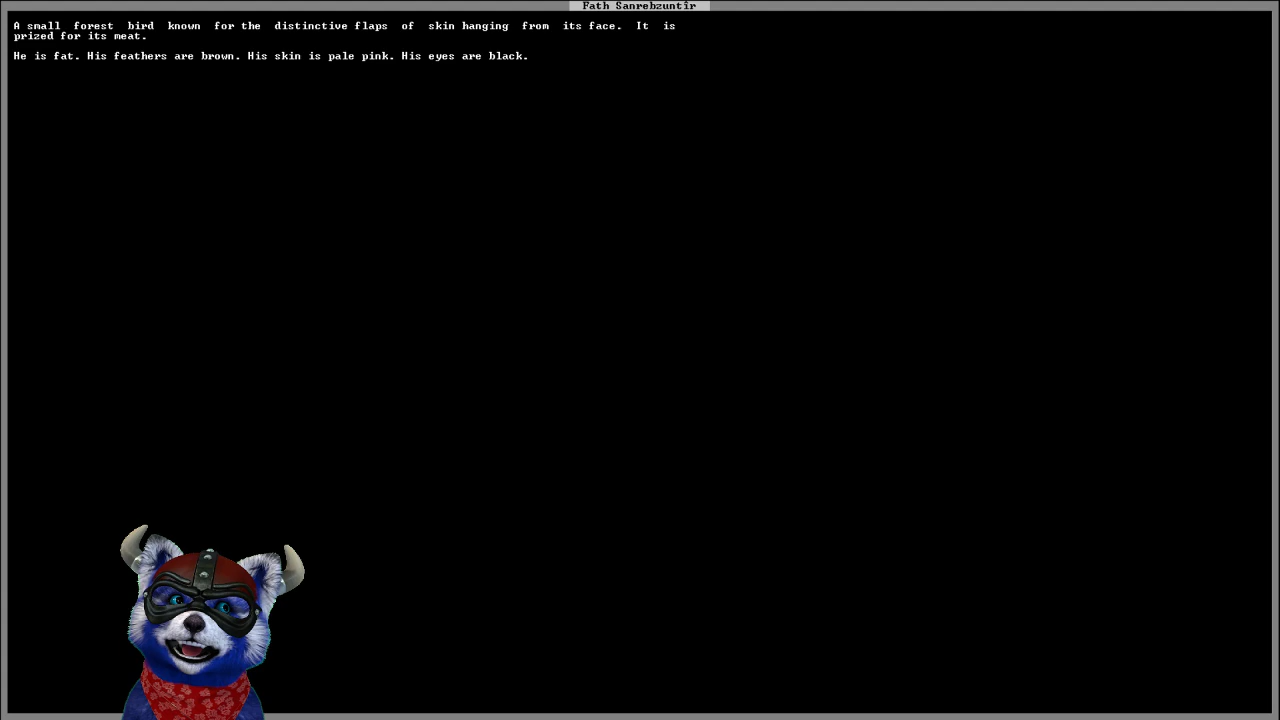 Fath Sanrebzuntîr
A small forest bird known for the distinctive flaps of skin hanging from its face. It is
prized for its meat.
He is fat. His feathers are brown. His skin is pale pink. His eyes are black.